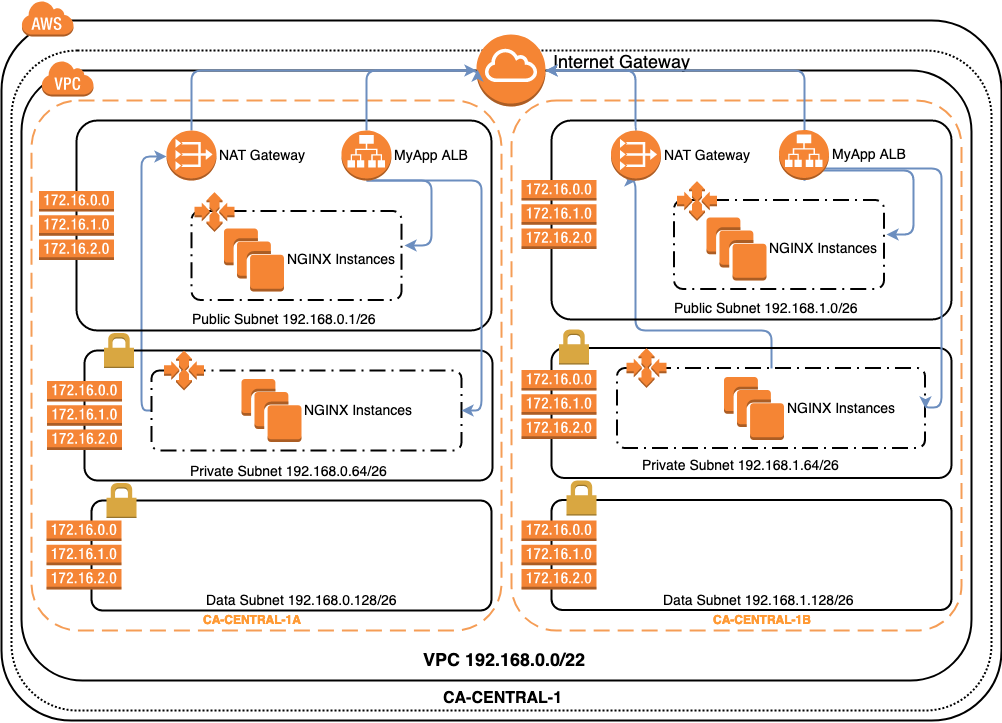 AWS
VPC
Internet Gateway
NAT Gateway
MyApp ALB
172.16.0.0
172.16.1.0
172.16.2.0
NGINX Instances
Public Subnet 192.168.0.1/26
172.16.0.0
172.16.1.0
172.16.2.0
NGINX Instances
Private Subnet 192.168.0.64/26
172.16.0.0
172.16.1.0
172.16.2.0
Data Subnet 192.168.0.128/26
CA-CENTRAL-1A
NAT Gateway
MyApp ALB
172.16.0.0
172.16.1.0
172.16.2.0
NGINX Instances
Public Subnet 192.168.1.0/26
172.16.0.0
172.16.1.0
172.16.2.0
NGINX Instances
Private Subnet 192.168.1.64/26
172.16.0.0
172.16.1.0
172.16.2.0
Data Subnet 192.168.1.128/26
CA-CENTRAL-1B
VPC 192.168.0.0/22
CA-CENTRAL-1